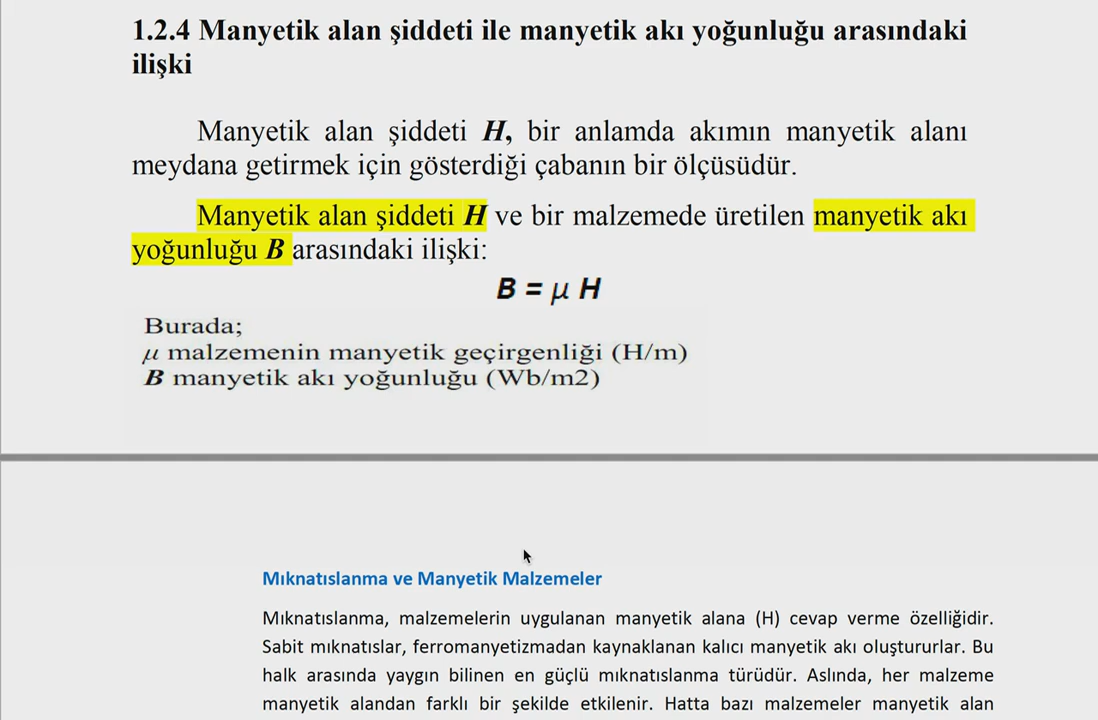 1.2.4 Manyetik alan şiddeti ile manyetik akı yoğunluğu arasındaki
ilişki
Manyetik alan şiddeti H, bir anlamda akımın manyetik alanı
meydana getirmek için gösterdiği çabanın bir ölçüsüdür.
Manyetik alan şiddeti H ve bir malzemede üretilen manyetik akı
yoğunluğu B arasındaki ilişki:
B = μ H
Burada;
μ malzemenin manyetik geçirgenliği (H/m)
B manyetik akı yoğunluğu (Wb/m2)
Mıknatıslanma ve Manyetik Malzemeler
Mıknatıslanma, malzemelerin uygulanan manyetik alana (H) cevap verme özelliğidir.
Sabit mıknatıslar, ferromanyetizmadan kaynaklanan kalıcı manyetik akı oluştururlar. Bu
halk arasında yaygın bilinen en güçlü mıknatıslanma türüdür. Aslında, her malzeme
manyetik alandan farklı bir şekilde etkilenir. Hatta bazı malzemeler manyetik alan